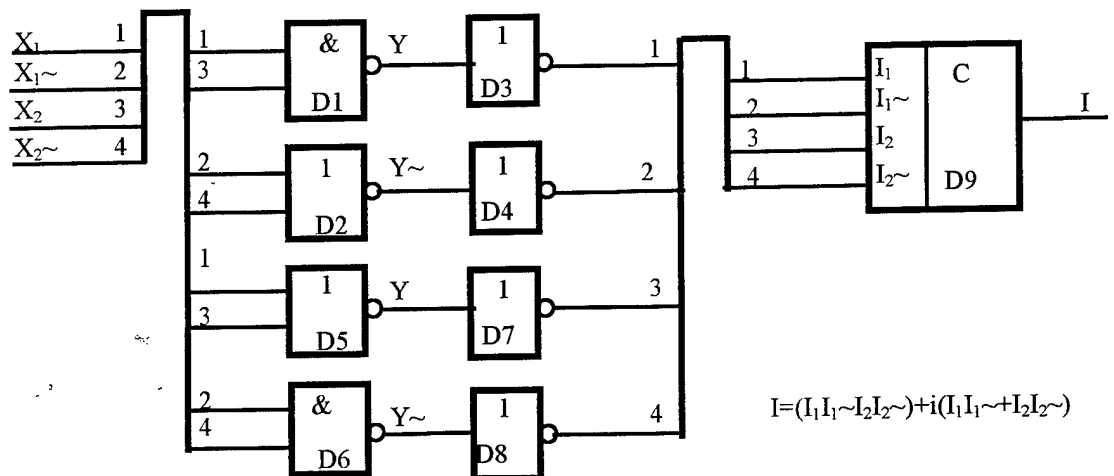 X₁ 1
X₁~ 2
X₂ 3
X₂~ 4
1
3
&
D1
Y
1
D3
1
2
4
1
D2
Y~
1
D4
2
1
3
1
D5
Y
1
D7
3
2
4
&
D6
Y~
1
D8
4
1
2
3
4
I₁
I₁~
I₂
I₂~
C
D9
I
I=(I₁I₁~I₂I₂~)+i(I₁I₁~+I₂I₂~)